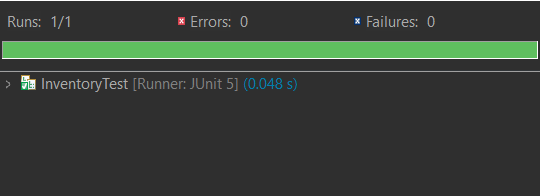 Runs: 1/1 Errors: 0 Failures: 0
InventoryTest [Runner: JUnit 5] (0.048 s)